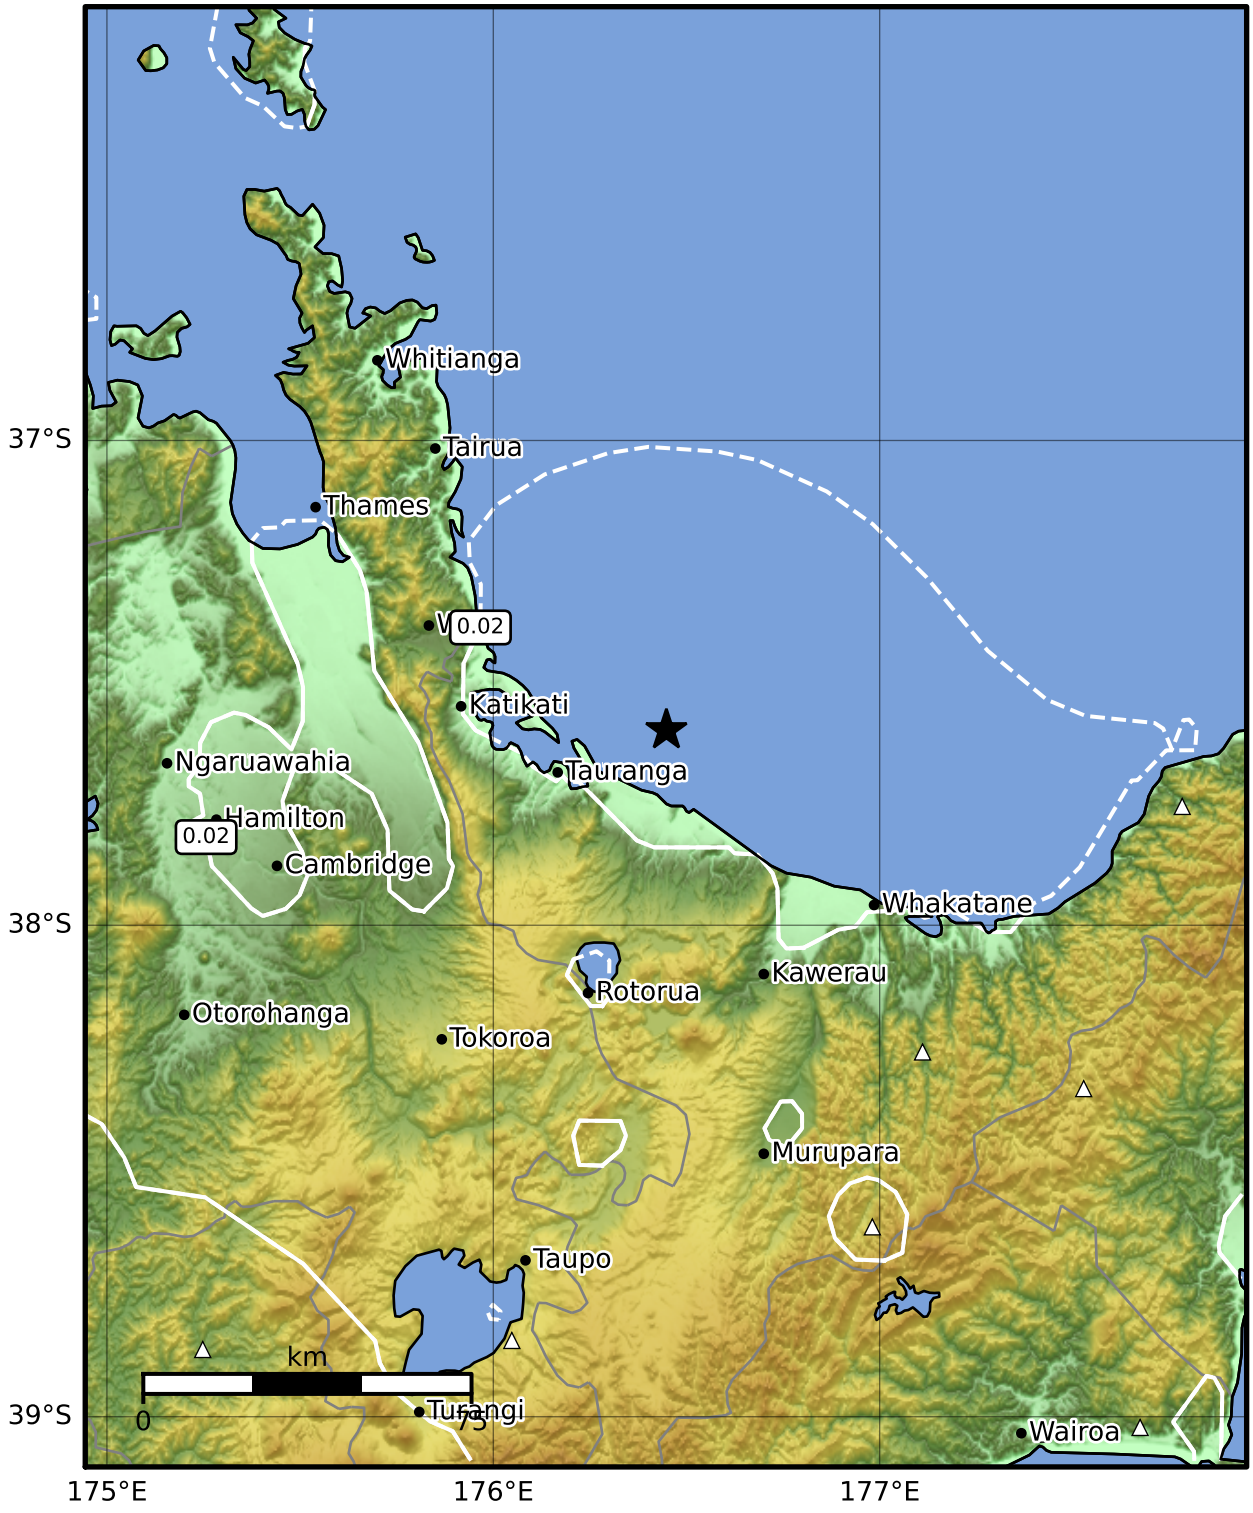 Whitianga
37°S
Tairua
Thames
0.02
Katikati
Ngaruawahia
Tauranga
Hamilton
0.02
Cambridge
Whakatane
38°S
Kawerau
Rotorua
Otorohanga
Tokoroa
Murupara
Taupo
km
0
75
Turangi
39°S
Wairoa
175°E
176°E
177°E